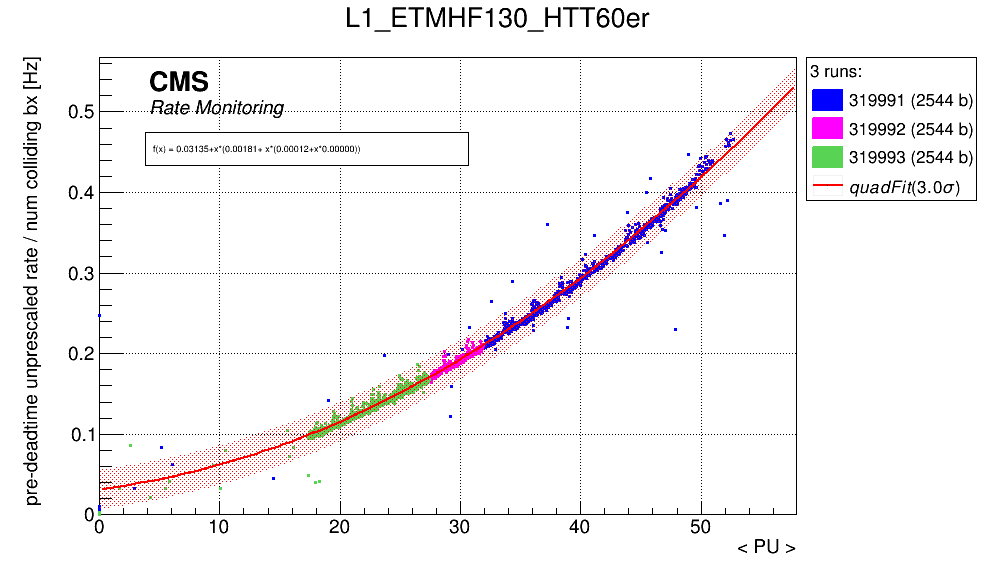 L1_ETMHF130_HTT60er
pre-deadtime unprescaled rate / num colliding bx [Hz]
CMS
Rate Monitoring
f(x) = 0.03135+x*(0.00181+ x*(0.00012+x*0.00000))
0.5
0.4
0.3
0.2
0.1
0
0 10 20 30 40 50
< PU >
3 runs:
319991 (2544 b)
319992 (2544 b)
319993 (2544 b)
quadFit(3.0σ)